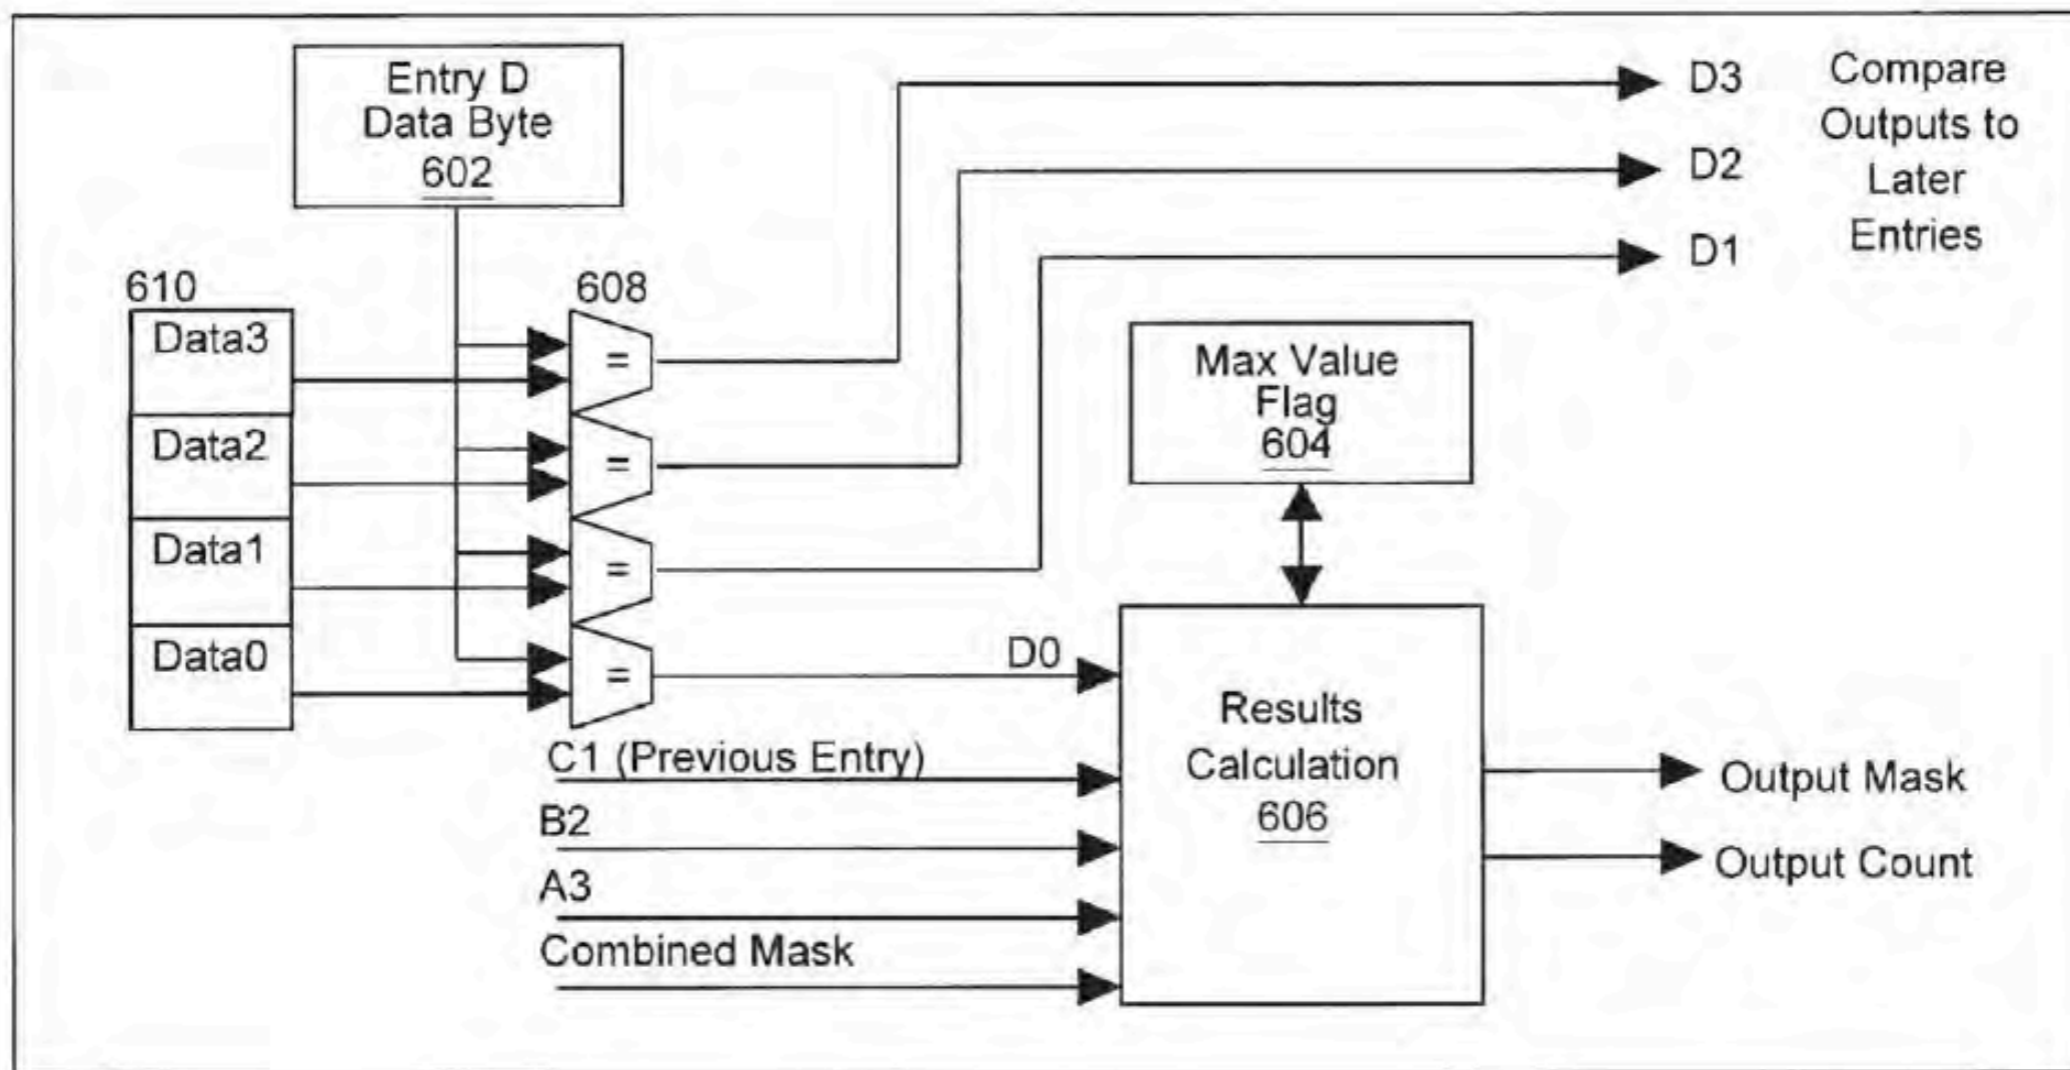 Entry D
Data Byte
602
D3
D2
D1
Compare
Outputs to
Later
Entries
610
Data3
Data2
Data1
Data0
608
=
=
=
=
Max Value
Flag
604
D0
C1 (Previous Entry)
B2
A3
Combined Mask
Results
Calculation
606
Output Mask
Output Count